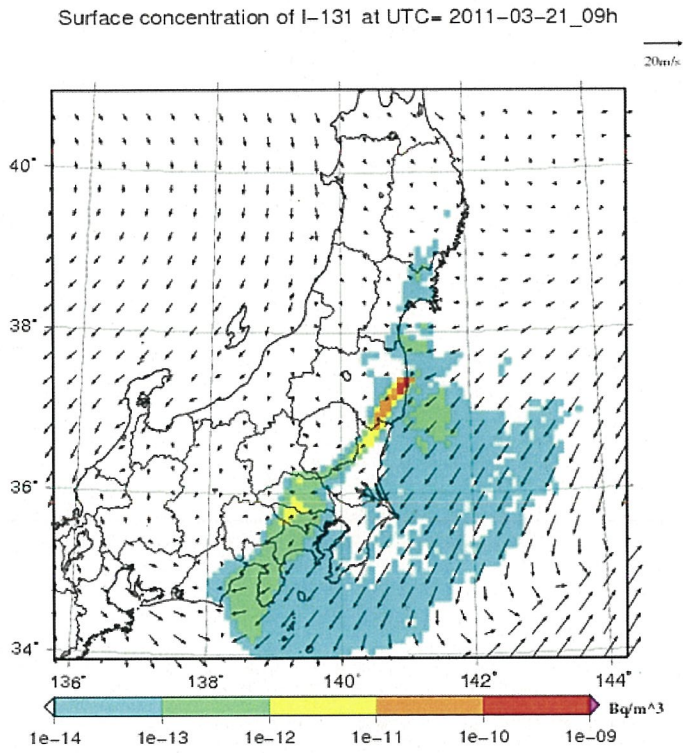 Surface concentration of I-131 at UTC= 2011-03-21_09h
20m/s
40°
38°
36°
34°
136° 138° 140° 142° 144°
Bq/m^3
1e-14 1e-13 1e-12 1e-11 1e-10 1e-09